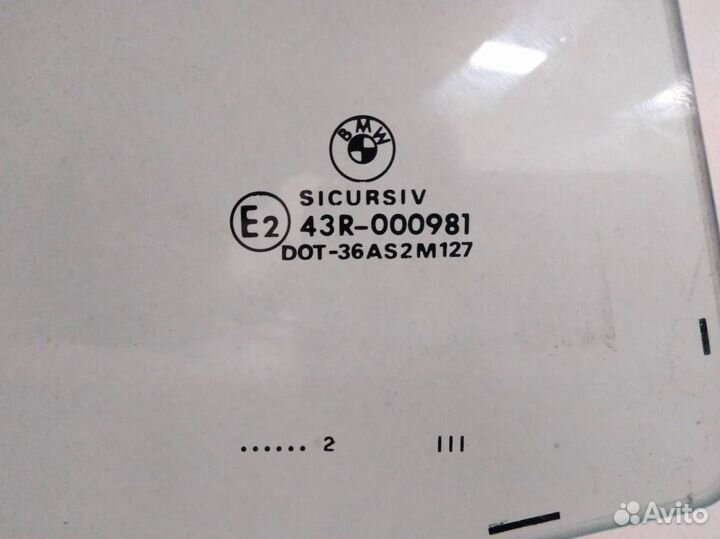 BMW
SICURSIV
E2 43R-000981
DOT-36AS2M127
...... 2 III
Avito